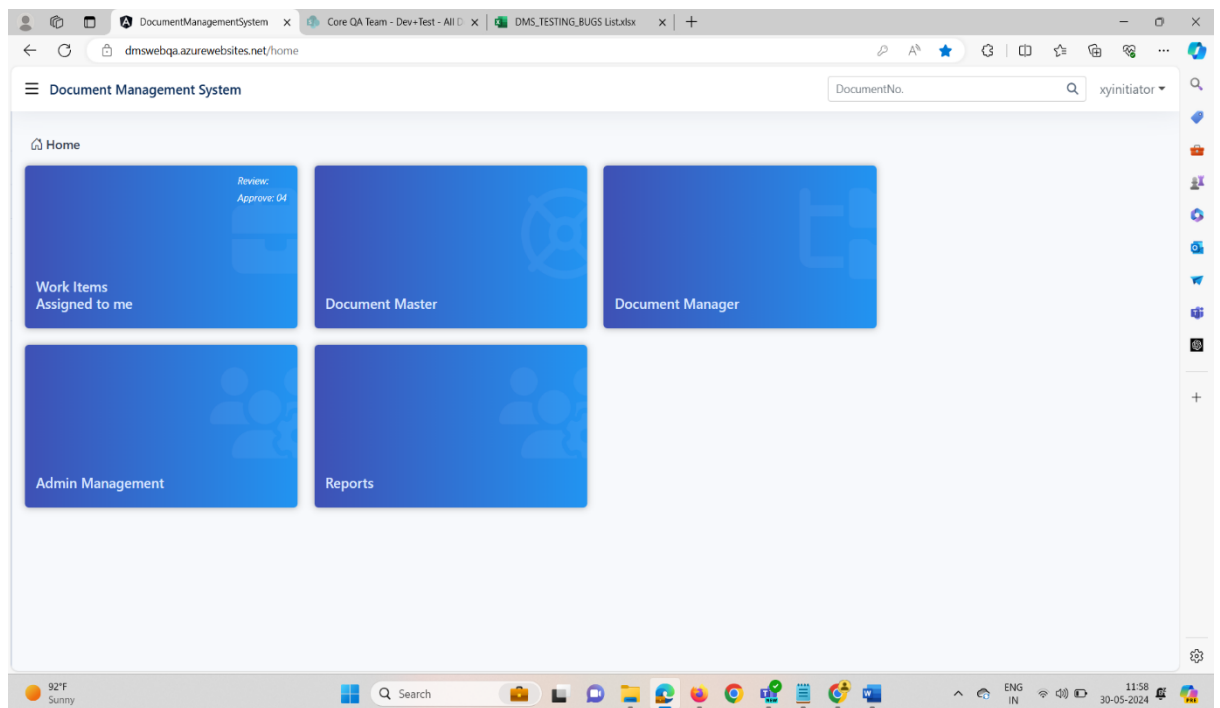 DocumentManagementSystem
Core QA Team - Dev+Test - All D
DMS_TESTING_BUGS List.xlsx
dmswebqa.azurewebsites.net/home
Document Management System
DocumentNo.
xyinitiator
Home
Review:
Approve: 04
Work Items
Assigned to me
Document Master
Document Manager
Admin Management
Reports
92°F
Sunny
Search
ENG
IN
11:58
30-05-2024